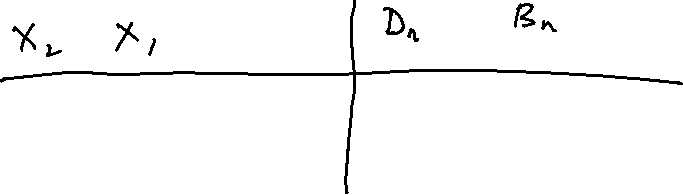 X₂ X₁ Dₙ Bₙ